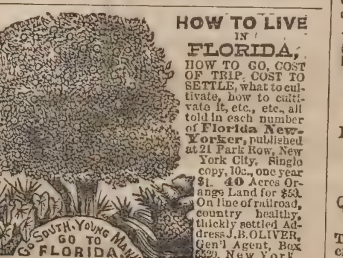 HOW TO LIVE
IN
FLORIDA,
HOW TO GO, COST
OF TRIP, COST TO
SETTLE, what to cul-
tivate, how to culti-
vate it, etc., etc., all
told in each number
of Florida New-
Yorker, published
at 21 Park Row, New
York City. Single
copy, 10c., one year
$1. 40 Acres Or-
ange Land for $50.
On line of railroad,
country healthy,
thickly settled Ad-
dress J.B. OLIVER,
Gen'l Agent, Box
New York
GO SOUTH, YOUNG MAN
GO TO
FLORIDA